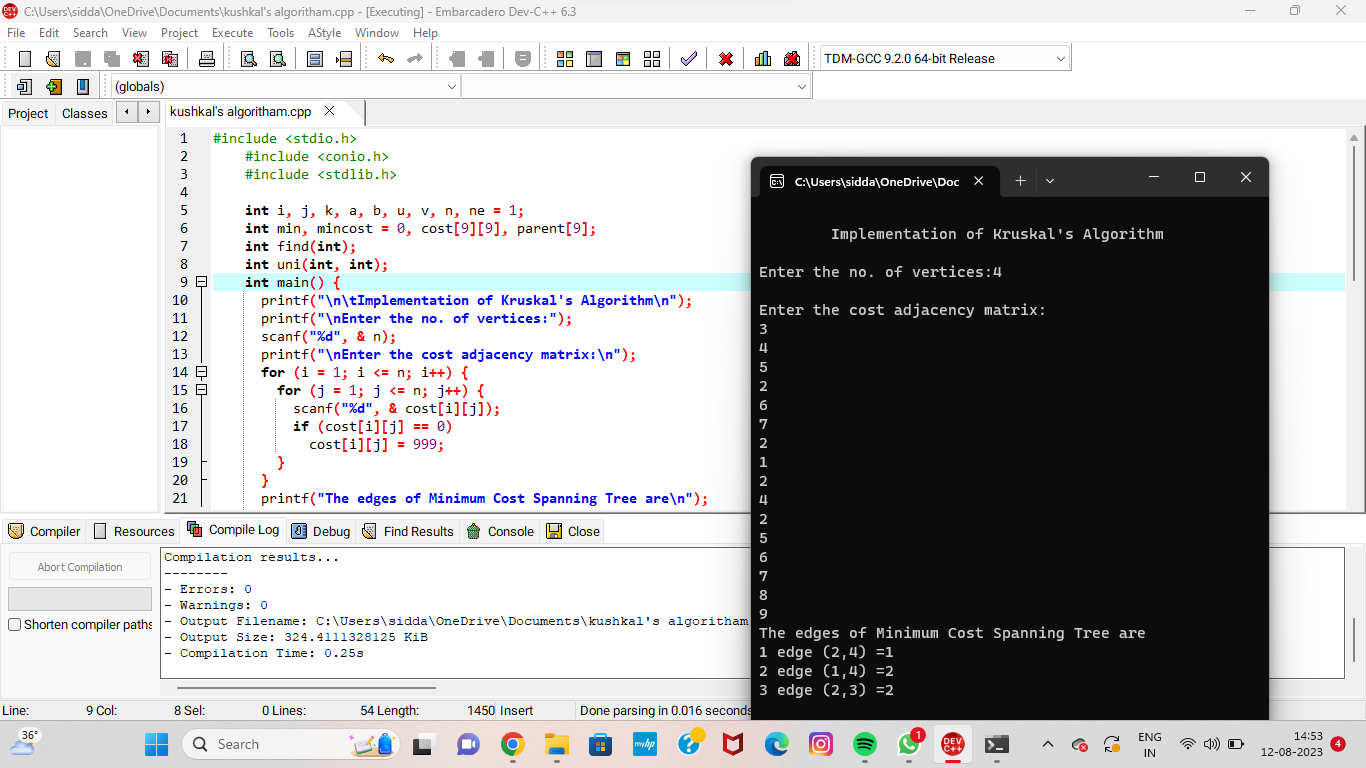 C:\Users\sidda\OneDrive\Documents\kushkal's algoritham.cpp - [Executing] - Embarcadero Dev-C++ 6.3
File Edit Search View Project Execute Tools AStyle Window Help
TDM-GCC 9.2.0 64-bit Release
(globals)
Project Classes
kushkal's algoritham.cpp
1 #include <stdio.h>
2 #include <conio.h>
3 #include <stdlib.h>
4
5 int i, j, k, a, b, u, v, n, ne = 1;
6 int min, mincost = 0, cost[9][9], parent[9];
7 int find(int);
8 int uni(int, int);
9 int main() {
10 printf("\n\tImplementation of Kruskal's Algorithm\n");
11 printf("\nEnter the no. of vertices:");
12 scanf("%d", & n);
13 printf("\nEnter the cost adjacency matrix:\n");
14 for (i = 1; i <= n; i++) {
15 for (j = 1; j <= n; j++) {
16 scanf("%d", & cost[i][j]);
17 if (cost[i][j] == 0)
18 cost[i][j] = 999;
19 }
20 }
21 printf("The edges of Minimum Cost Spanning Tree are\n");
C:\Users\sidda\OneDrive\Doc
Implementation of Kruskal's Algorithm
Enter the no. of vertices:4
Enter the cost adjacency matrix:
3
4
5
2
6
7
2
1
2
4
2
5
6
7
8
9
The edges of Minimum Cost Spanning Tree are
1 edge (2,4) =1
2 edge (1,4) =2
3 edge (2,3) =2
Compiler Resources Compile Log Debug Find Results Console Close
Abort Compilation
Shorten compiler paths
Compilation results...
--------
- Errors: 0
- Warnings: 0
- Output Filename: C:\Users\sidda\OneDrive\Documents\kushkal's algoritham
- Output Size: 324.4111328125 KiB
- Compilation Time: 0.25s
Line: 9 Col: 8 Sel: 0 Lines: 54 Length: 1450 Insert Done parsing in 0.016 seconds
36°
Search
myhp
1
DEV C++
ENG
IN
14:53
12-08-2023
4